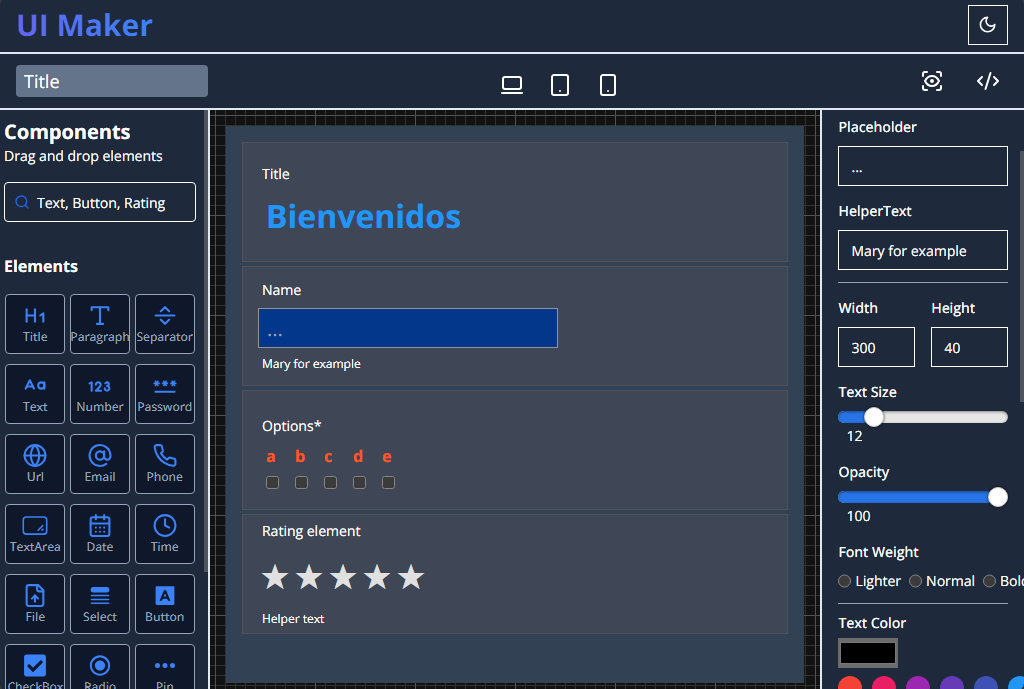 UI Maker
Title
Components
Drag and drop elements
Text, Button, Rating
Elements
H1 T
Title Paragraph Separator
Aa 123 ***
Text Number Password
@
Url Email Phone
TextArea Date Time
A
File Select Button
CheckBox Radio Pin
Title
Bienvenidos
Name
...
Mary for example
Options*
a b c d e
Rating element
Helper text
Placeholder
...
HelperText
Mary for example
Width Height
300 40
Text Size
12
Opacity
100
Font Weight
Lighter Normal Bold
Text Color